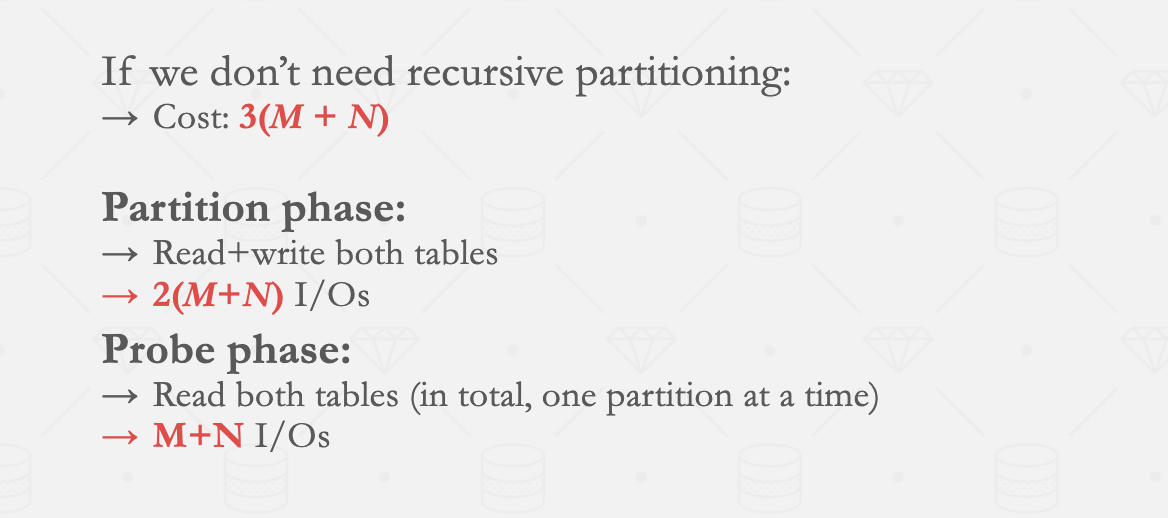 If we don’t need recursive partitioning:
→ Cost: 3(M + N)
Partition phase:
→ Read+write both tables
→ 2(M+N) I/Os
Probe phase:
→ Read both tables (in total, one partition at a time)
→ M+N I/Os